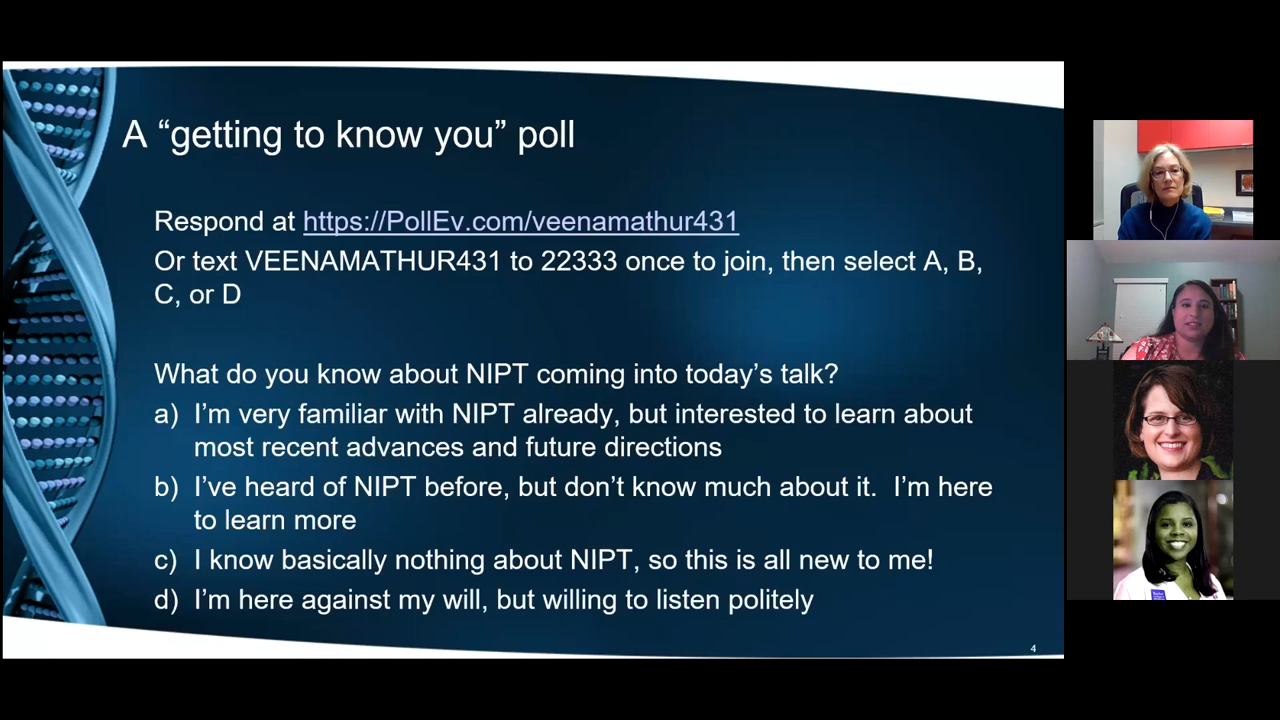 A “getting to know you” poll
Respond at https://PollEv.com/veenamathur431
Or text VEENAMATHUR431 to 22333 once to join, then select A, B,
C, or D
What do you know about NIPT coming into today’s talk?
a) I’m very familiar with NIPT already, but interested to learn about
most recent advances and future directions
b) I’ve heard of NIPT before, but don’t know much about it.  I’m here
to learn more
c) I know basically nothing about NIPT, so this is all new to me!
d) I’m here against my will, but willing to listen politely
4